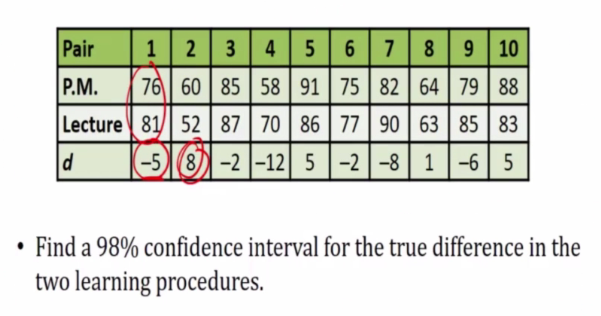 Pair 1 2 3 4 5 6 7 8 9 10
P.M. 76 60 85 58 91 75 82 64 79 88
Lecture 81 52 87 70 86 77 90 63 85 83
d –5 8 –2 –12 5 –2 –8 1 –6 5
• Find a 98% confidence interval for the true difference in the
two learning procedures.